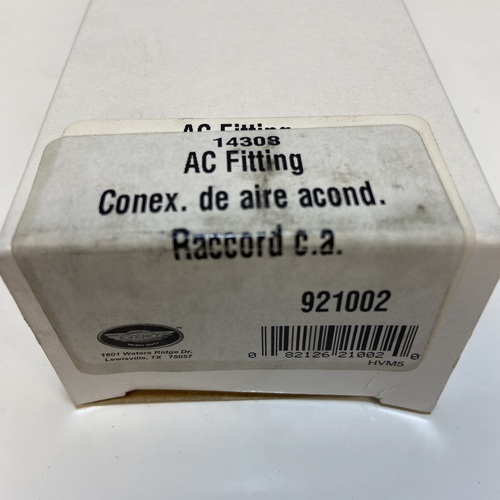 AC Fitting
14308
AC Fitting
Conex. de aire acond.
Raccord c.a.
921002
1801 Waters Ridge Dr.
Lewisville, TX 75057
0 82126 21002 0
HVM5